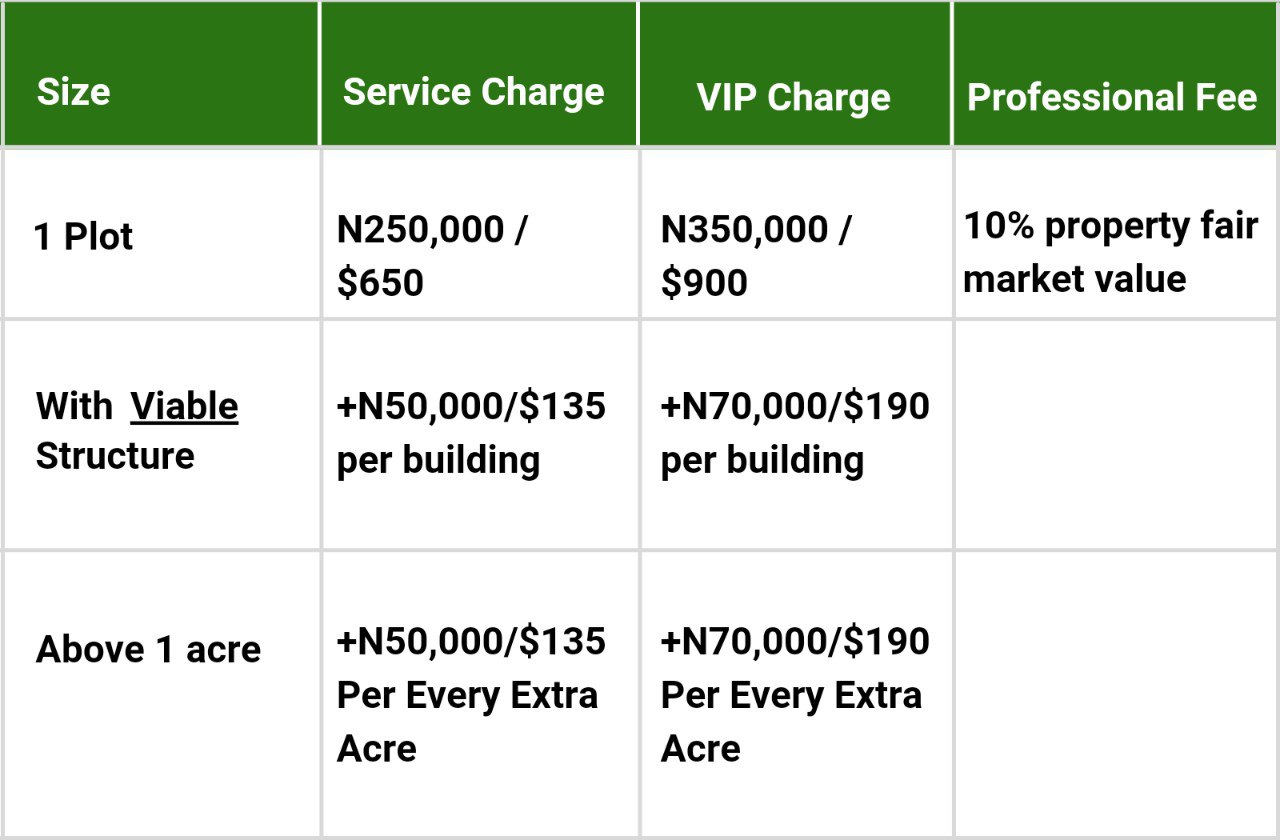 Size
Service Charge
VIP Charge
Professional Fee
1 Plot
N250,000 /
$650
N350,000 /
$900
10% property fair
market value
With Viable
Structure
+N50,000/$135
per building
+N70,000/$190
per building
Above 1 acre
+N50,000/$135
Per Every Extra
Acre
+N70,000/$190
Per Every Extra
Acre